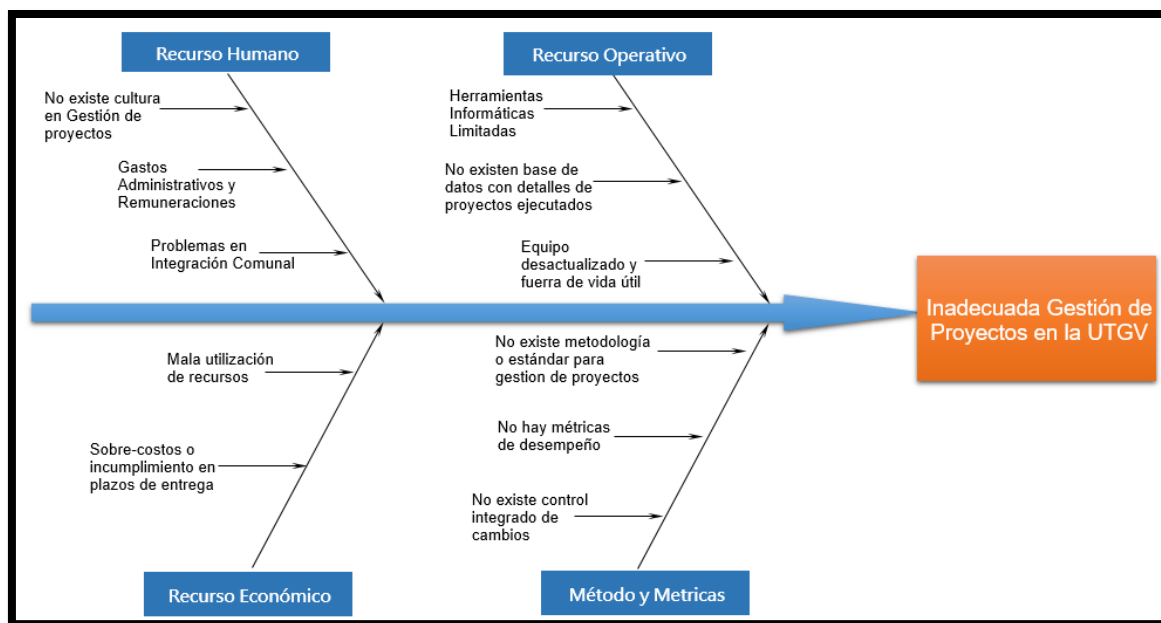 Recurso Humano
Recurso Operativo
No existe cultura
en Gestión de
proyectos
Gastos
Administrativos y
Remuneraciones
Problemas en
Integración Comunal
Herramientas
Informáticas
Limitadas
No existen base de
datos con detalles de
proyectos ejecutados
Equipo
desactualizado y
fuerra de vida útil
Inadecuada Gestión de
Proyectos en la UTGV
Mala utilización
de recursos
Sobre-costos o
incumplimiento en
plazos de entrega
No existe metodología
o estándar para
gestion de proyectos
No hay métricas
de desempeño
No existe control
integrado de
cambios
Recurso Económico
Método y Metricas